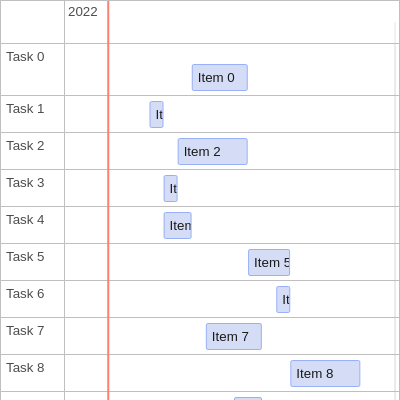 2022
Task 0
Item 0
Task 1
It
Task 2
Item 2
Task 3
It
Task 4
Item
Task 5
Item 5
Task 6
It
Task 7
Item 7
Task 8
Item 8